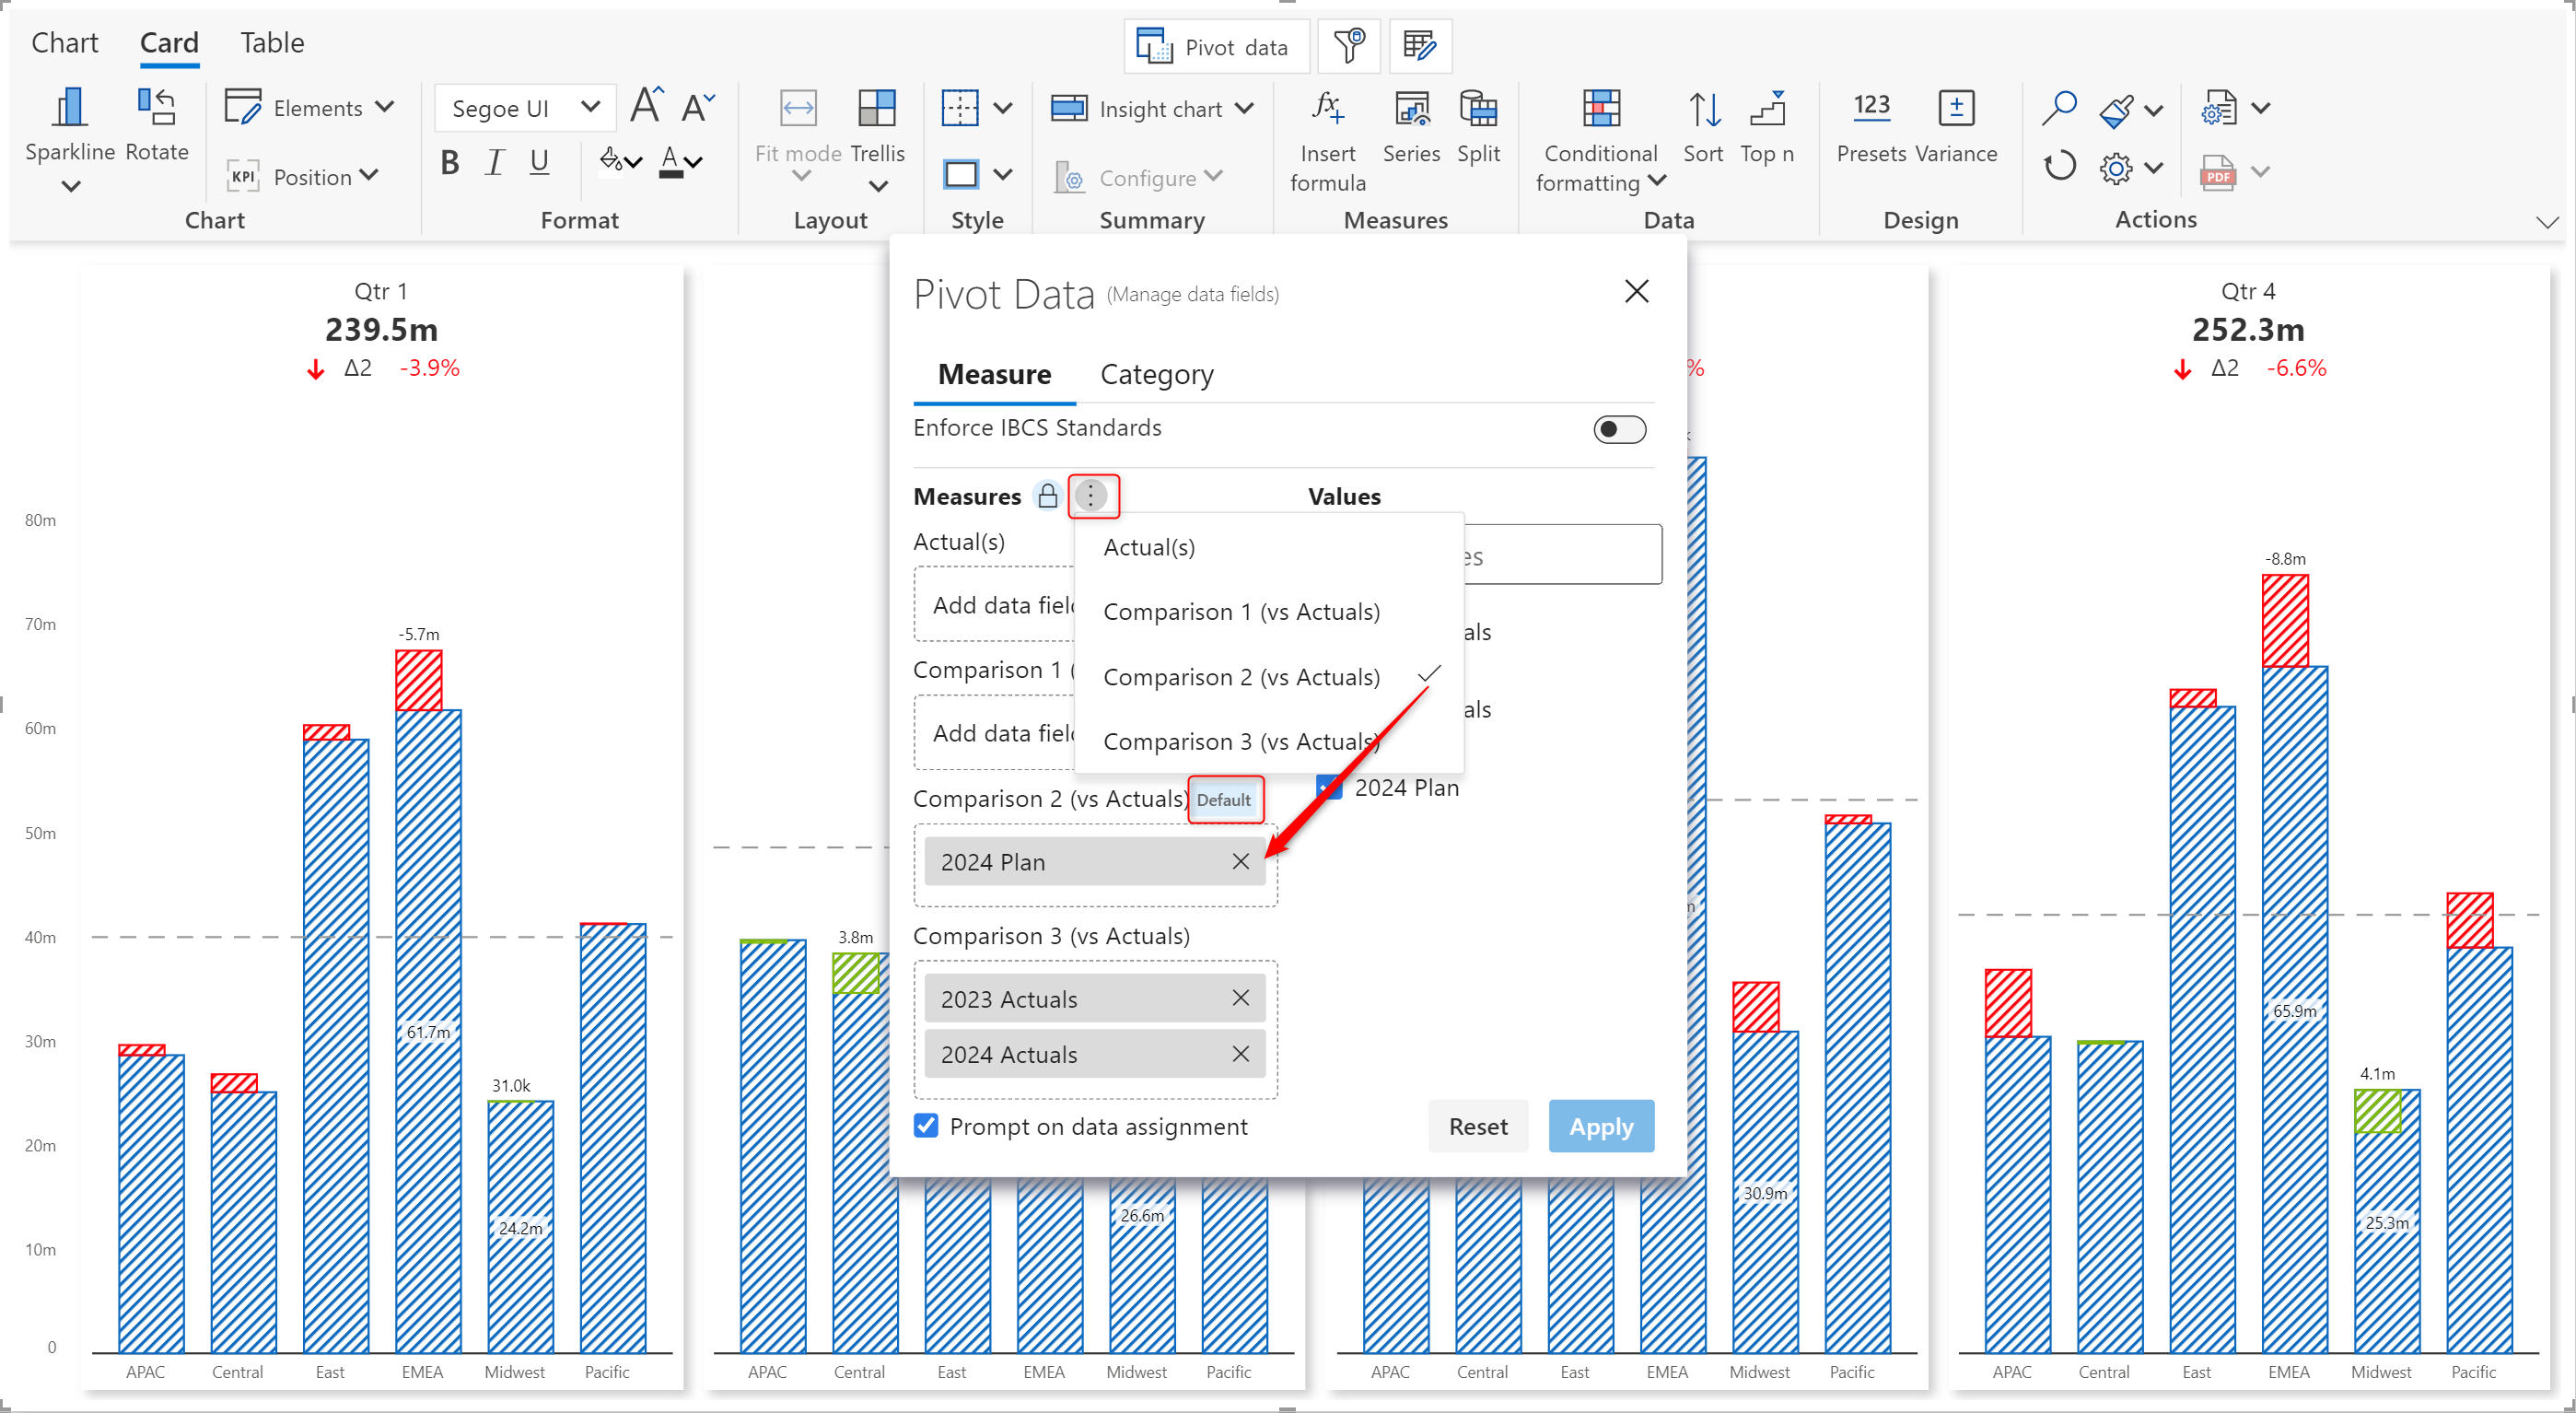 Chart Card Table
Pivot data
Sparkline Rotate
Elements
KPI Position
Chart
Segoe UI A A
B I U A
Format
Fit mode Trellis
Layout
Style
Insight chart
Configure
Summary
fx Insert formula
Series Split
Measures
Conditional formatting
Sort Top n
Data
123 Presets
Variance
Design
PDF
Actions
Qtr 1
239.5m
Δ2 -3.9%
80m
70m
60m
50m
40m
30m
20m
10m
0
-5.7m
61.7m
31.0k
24.2m
APAC Central East EMEA Midwest Pacific
3.8m
26.6m
APAC Central East EMEA Midwest Pacific
%
30.9m
APAC Central East EMEA Midwest Pacific
Qtr 4
252.3m
Δ2 -6.6%
-8.8m
65.9m
4.1m
25.3m
APAC Central East EMEA Midwest Pacific
Pivot Data (Manage data fields)
Measure Category
Enforce IBCS Standards
Measures
Values
Actual(s)
Add data
Comparison 1
Add data
Actual(s)
Comparison 1 (vs Actuals)
Comparison 2 (vs Actuals)
Comparison 3 (vs Actuals)
2024 Plan
Comparison 2 (vs Actuals) Default
2024 Plan
Comparison 3 (vs Actuals)
2023 Actuals
2024 Actuals
Prompt on data assignment
Reset Apply